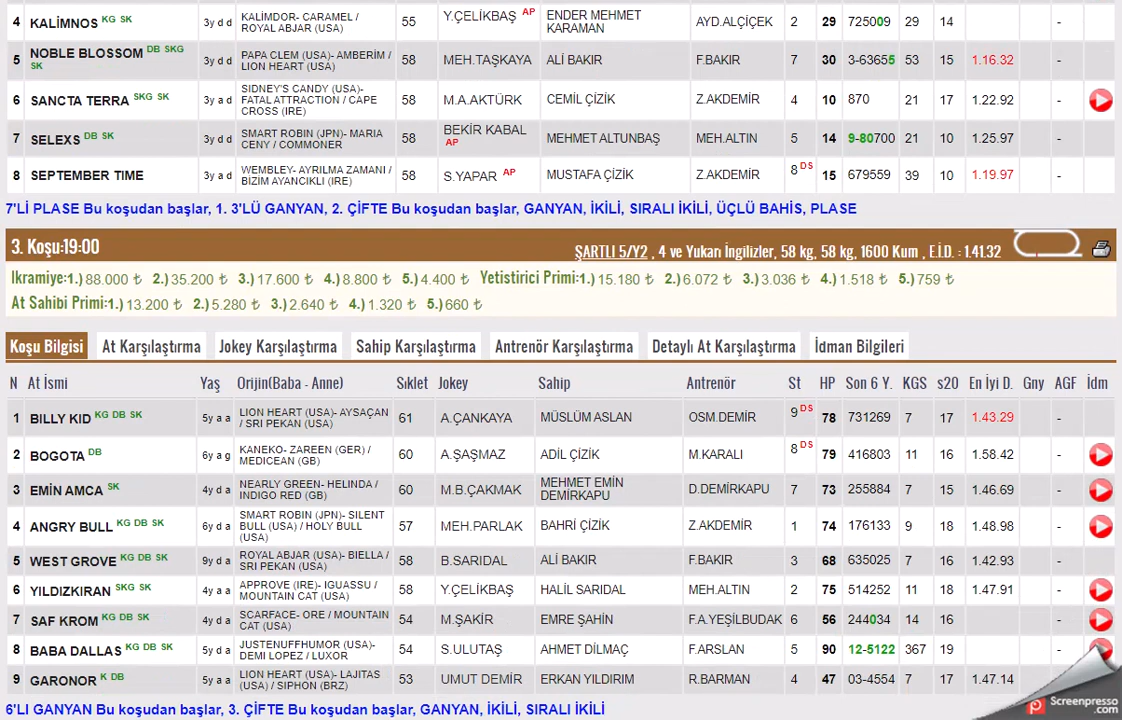 4 KALİMNOS KG SK 3y d d KALİMDOR- CARAMEL / ROYAL ABJAR (USA) 55 Y.ÇELİKBAŞ AP ENDER MEHMET KARAMAN AYD.ALÇİÇEK 2 29 725009 29 14 -
5 NOBLE BLOSSOM DB SKG SK 3y d d PAPA CLEM (USA)- AMBERİM / LION HEART (USA) 58 MEH.TAŞKAYA ALİ BAKIR F.BAKIR 7 30 3-63655 53 15 1.16.32 -
6 SANCTA TERRA SKG SK 3y a d SIDNEY'S CANDY (USA)- FATAL ATTRACTION / CAPE CROSS (IRE) 58 M.A.AKTÜRK CEMİL ÇİZİK Z.AKDEMİR 4 10 870 21 17 1.22.92 -
7 SELEXS DB SK 3y d d SMART ROBIN (JPN)- MARIA CENY / COMMONER 58 BEKİR KABAL AP MEHMET ALTUNBAŞ MEH.ALTIN 5 14 9-80700 21 10 1.25.97 -
8 SEPTEMBER TIME 3y a d WEMBLEY- AYRILMA ZAMANI / BIZIM AYANCIKLI (IRE) 58 S.YAPAR AP MUSTAFA ÇİZİK Z.AKDEMİR 8 DS 15 679559 39 10 1.19.97 -
7'Lİ PLASE Bu koşudan başlar, 1. 3'LÜ GANYAN, 2. ÇİFTE Bu koşudan başlar, GANYAN, İKİLİ, SIRALI İKİLİ, ÜÇLÜ BAHİS, PLASE
3. Koşu:19:00 ŞARTLI 5/Y2 , 4 ve Yukarı İngilizler, 58 kg, 58 kg, 1600 Kum , E.İ.D. : 1.41.32
Ikramiye:1.) 88.000 ₺ 2.) 35.200 ₺ 3.) 17.600 ₺ 4.) 8.800 ₺ 5.) 4.400 ₺ Yetistirici Primi:1.) 15.180 ₺ 2.) 6.072 ₺ 3.) 3.036 ₺ 4.) 1.518 ₺ 5.) 759 ₺
At Sahibi Primi:1.) 13.200 ₺ 2.) 5.280 ₺ 3.) 2.640 ₺ 4.) 1.320 ₺ 5.) 660 ₺
Koşu Bilgisi At Karşılaştırma Jokey Karşılaştırma Sahip Karşılaştırma Antrenör Karşılaştırma Detaylı At Karşılaştırma İdman Bilgileri
N At İsmi Yaş Orijin(Baba - Anne) Sıklet Jokey Sahip Antrenör St HP Son 6 Y. KGS s20 En İyi D. Gny AGF İdm
1 BILLY KID KG DB SK 5y a a LION HEART (USA)- AYSAÇAN / SRI PEKAN (USA) 61 A.ÇANKAYA MÜSLÜM ASLAN OSM.DEMİR 9 DS 78 731269 7 17 1.43.29 -
2 BOGOTA DB 6y a g KANEKO- ZAREEN (GER) / MEDICEAN (GB) 60 A.ŞAŞMAZ ADİL ÇİZİK M.KARALI 8 DS 79 416803 11 16 1.58.42 -
3 EMİN AMCA SK 4y d a NEARLY GREEN- HELINDA / INDIGO RED (GB) 60 M.B.ÇAKMAK MEHMET EMİN DEMİRKAPU D.DEMİRKAPU 7 73 255884 7 15 1.46.69 -
4 ANGRY BULL KG DB SK 6y d a SMART ROBIN (JPN)- SILENT BULL (USA) / HOLY BULL (USA) 57 MEH.PARLAK BAHRİ ÇİZİK Z.AKDEMİR 1 74 176133 9 18 1.48.98 -
5 WEST GROVE KG DB SK 9y d a ROYAL ABJAR (USA)- BIELLA / SRI PEKAN (USA) 58 B.SARIDAL ALİ BAKIR F.BAKIR 3 68 635025 7 16 1.42.93 -
6 YILDIZKIRAN SKG SK 4y a a APPROVE (IRE)- IGUASSU / MOUNTAIN CAT (USA) 58 Y.ÇELİKBAŞ HALİL SARIDAL MEH.ALTIN 2 75 514252 11 18 1.47.91 -
7 SAF KROM KG DB SK 4y d a SCARFACE- ORE / MOUNTAIN CAT (USA) 54 M.ŞAKİR EMRE ŞAHİN F.A.YEŞİLBUDAK 6 56 244034 14 16 -
8 BABA DALLAS KG DB SK 5y d a JUSTENUFFHUMOR (USA)- DEMI LOPEZ / LUXOR 54 S.ULUTAŞ AHMET DİLMAÇ F.ARSLAN 5 90 12-5122 367 19 -
9 GARONOR K DB 5y a a LION HEART (USA)- LAJITAS (USA) / SIPHON (BRZ) 53 UMUT DEMİR ERKAN YILDIRIM R.BARMAN 4 47 03-4554 7 17 1.47.14 -
6'LI GANYAN Bu koşudan başlar, 3. ÇİFTE Bu koşudan başlar, GANYAN, İKİLİ, SIRALI İKİLİ
Screenpresso
.com